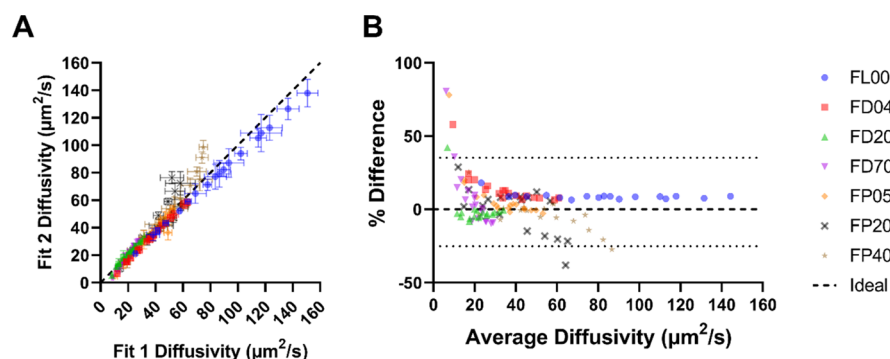 A
Fit 2 Diffusivity (µm²/s)
160
140
120
100
80
60
40
20
0
0
20
40
60
80
100
120
140
160
Fit 1 Diffusivity (µm²/s)
B
% Difference
100
50
0
-50
0
20
40
60
80
100
120
140
160
Average Diffusivity (µm²/s)
FL00
FD04
FD20
FD70
FP05
FP20
FP40
Ideal